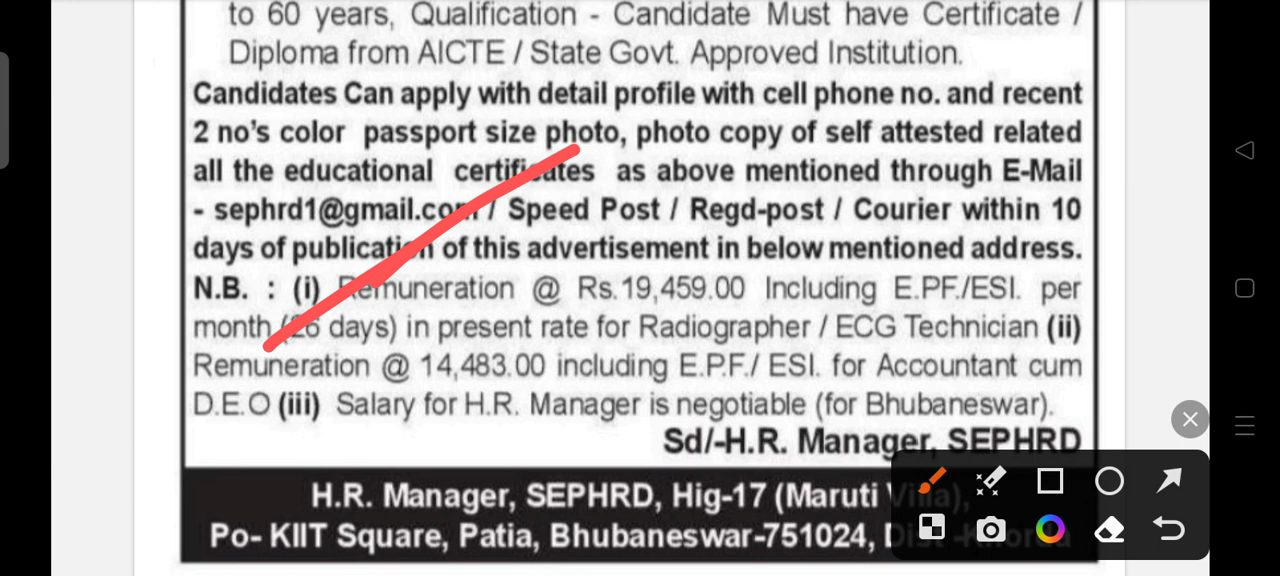 to 60 years, Qualification - Candidate Must have Certificate /
Diploma from AICTE / State Govt. Approved Institution.
Candidates Can apply with detail profile with cell phone no. and recent
2 no's color passport size photo, photo copy of self attested related
all the educational certificates as above mentioned through E-Mail
- sephrd1@gmail.com / Speed Post / Regd-post / Courier within 10
days of publication of this advertisement in below mentioned address.
N.B. : (i) Remuneration @ Rs.19,459.00 Including E.PF./ESI. per
month (26 days) in present rate for Radiographer / ECG Technician (ii)
Remuneration @ 14,483.00 including E.P.F./ ESI. for Accountant cum
D.E.O (iii) Salary for H.R. Manager is negotiable (for Bhubaneswar).
Sd/-H.R. Manager, SEPHRD
H.R. Manager, SEPHRD, Hig-17 (Maruti Villa),
Po- KIIT Square, Patia, Bhubaneswar-751024, Dist -Khorda